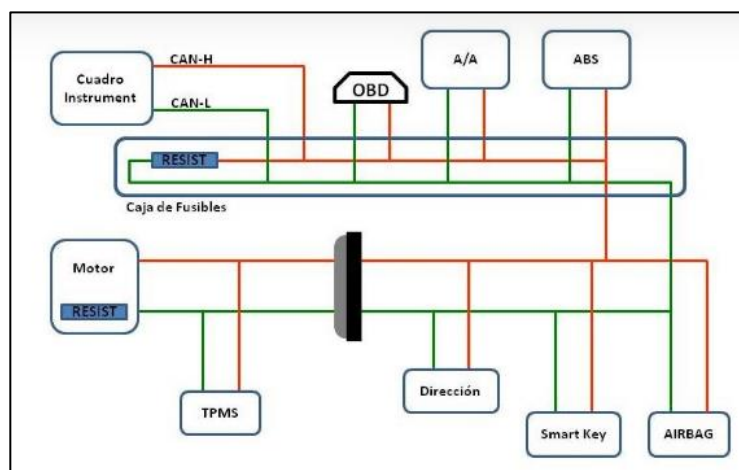 CAN-H
Cuadro
Instrument
CAN-L
OBD
A/A
ABS
RESIST
Caja de Fusibles
Motor
RESIST
TPMS
Dirección
Smart Key
AIRBAG